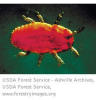 USDA Forest Service - Asheville Archives,
USDA Forest Service,
www.forestryimages.org